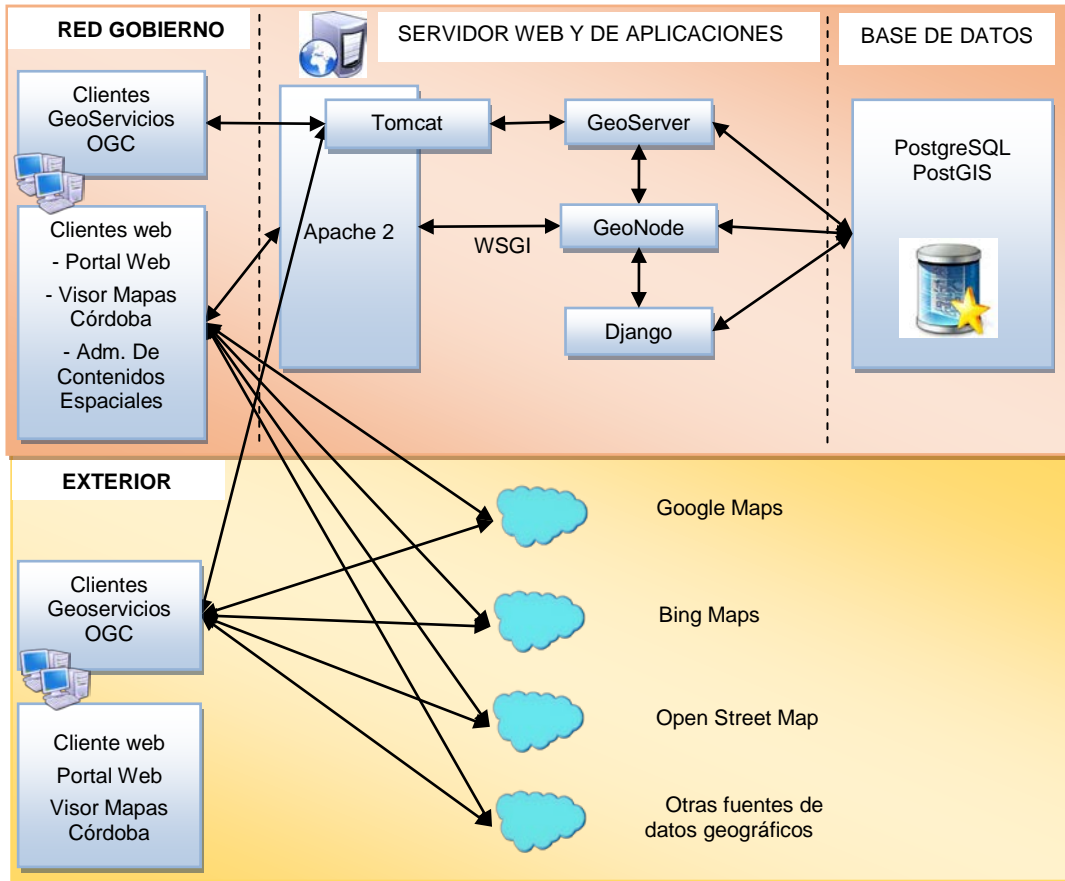 RED GOBIERNO
SERVIDOR WEB Y DE APLICACIONES
BASE DE DATOS
Clientes
GeoServicios
OGC
Tomcat
GeoServer
PostgreSQL
PostGIS
Clientes web
- Portal Web
- Visor Mapas
Córdoba
- Adm. De
Contenidos
Espaciales
Apache 2
WSGI
GeoNode
Django
EXTERIOR
Google Maps
Clientes
Geoservicios
OGC
Bing Maps
Open Street Map
Cliente web
Portal Web
Visor Mapas
Córdoba
Otras fuentes de
datos geográficos